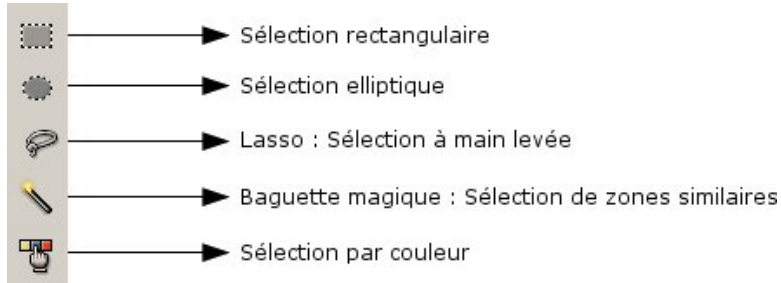 Sélection rectangulaire
Sélection elliptique
Lasso : Sélection à main levée
Baguette magique : Sélection de zones similaires
Sélection par couleur